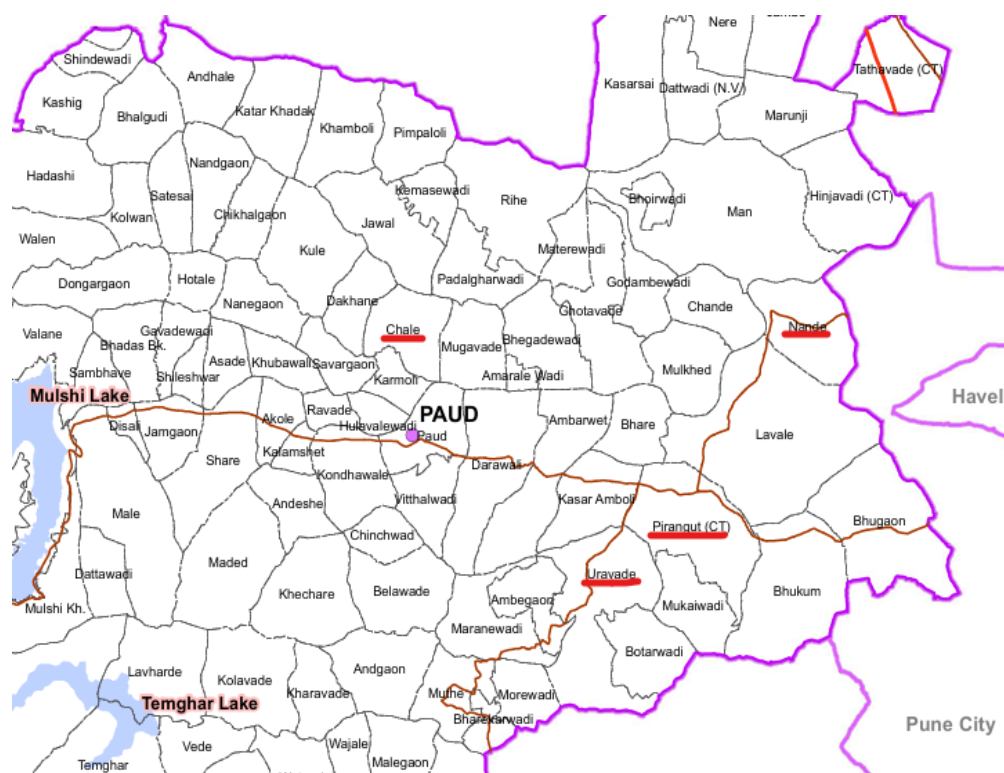 Nere
Shindewadi
Andhale
Kasarsai
Dattwadi (N.V/)
Tathavade (CT)
Kashig
Bhalgudi
Katar Khadak
Khamboli
Pimpaloli
Marunji
Hadashi
Nandgaon
Satesai
Kemasewadi
Rihe
Bhoirwadi
Man
Hinjavadi (CT)
Kolwan
Chikhalgaon
Jawal
Walen
Kule
Materewadi
Dongargaon
Hotale
Padalgharwadi
Godambewadi
Nanegaon
Dakhane
Ghotavade
Chande
Valane
Gavadewadi
Chale
Nande
Bhadas Bk.
Mugavade
Bhegadewadi
Asade
Khubawali
Savargaon
Mulkhed
Sambhave
Shileshwar
Karmoli
Amarale Wadi
Mulshi Lake
Havel
Ravade
PAUD
Akole
Hulavalewadi
Paud
Ambarwet
Bhare
Disali
Jamgaon
Lavale
Kalamshet
Share
Kondhawale
Vitthalwadi
Darawali
Kasar Amboli
Andeshe
Male
Pirangut (CT)
Bhugaon
Chinchwad
Maded
Dattawadi
Uravade
Khechare
Belawade
Bhukum
Ambegaon
Mukaiwadi
Mulshi Kh.
Maranewadi
Botarwadi
Lavharde
Kolavade
Andgaon
Kharavade
Muthe
Morewadi
Temghar Lake
Bharekarwadi
Pune City
Vede
Wajale
Malegaon
Temghar